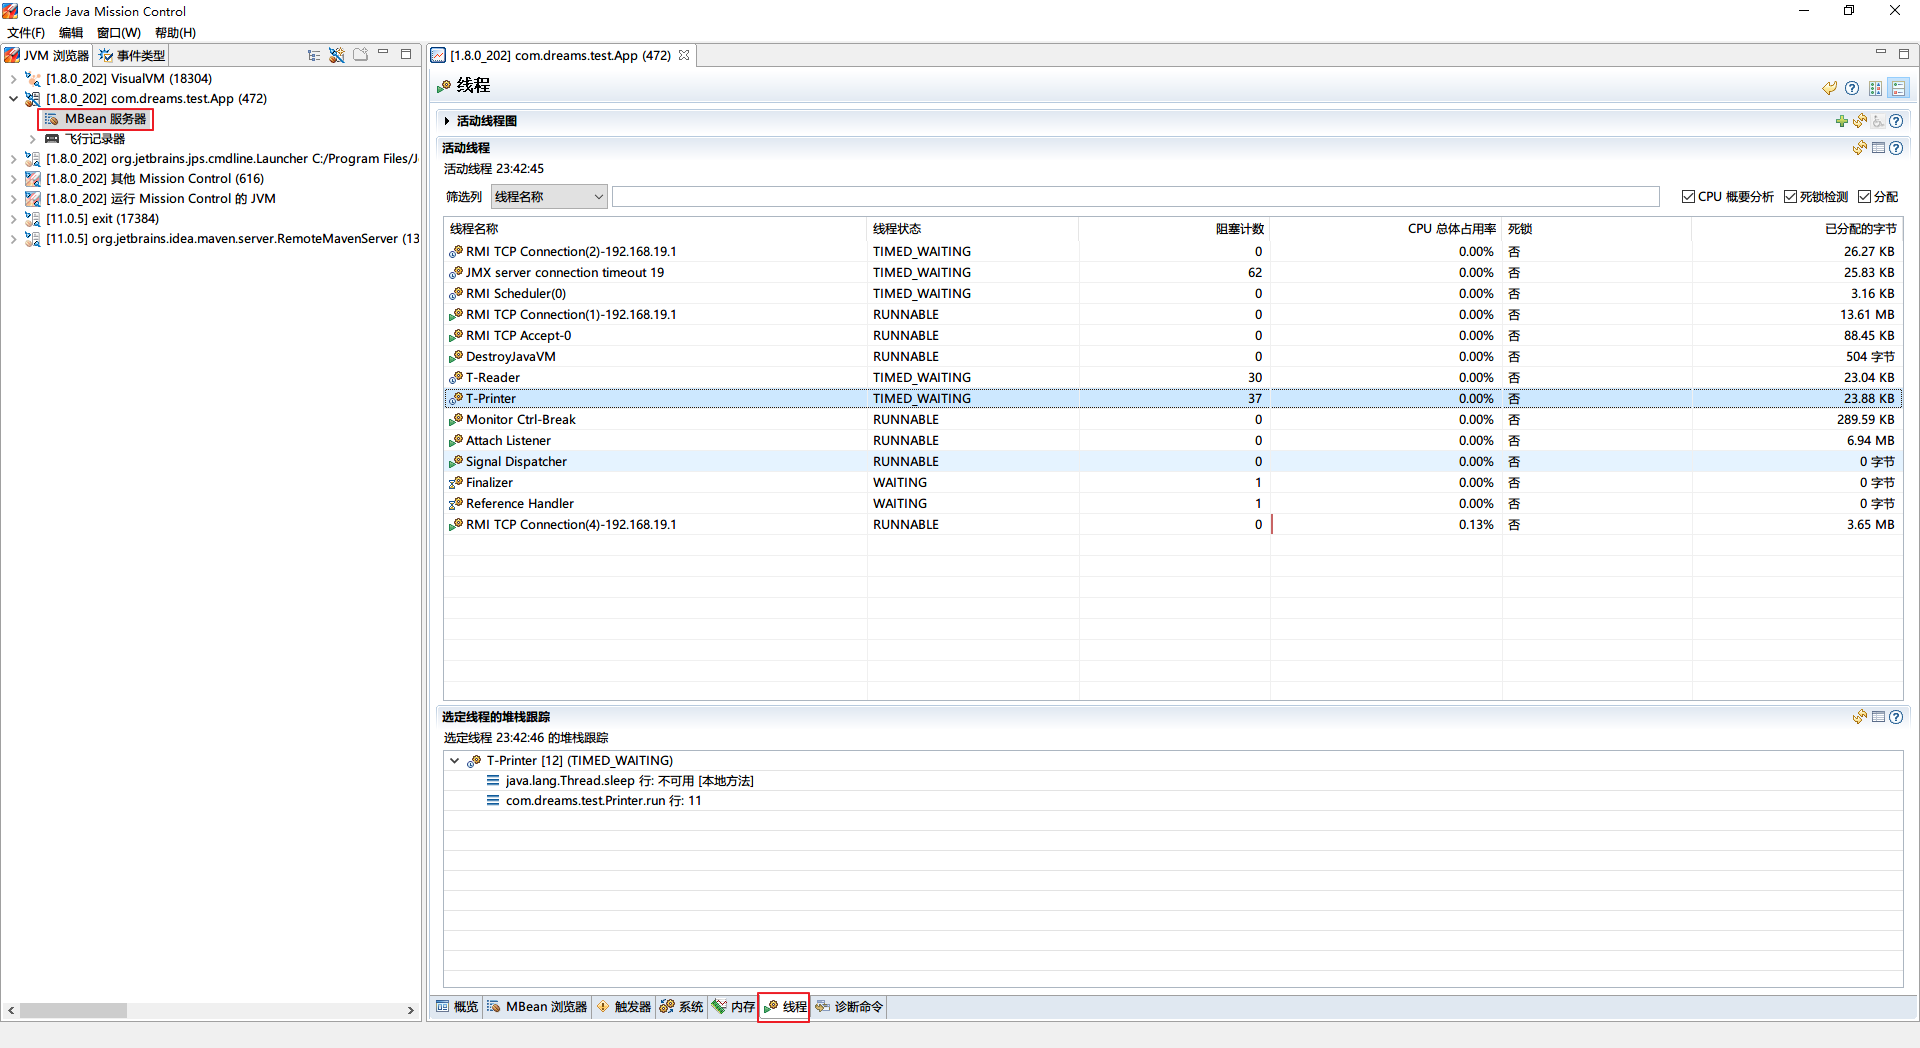 Oracle Java Mission Control
文件(F) 编辑 窗口(W) 帮助(H)
JVM 浏览器 事件类型
[1.8.0_202] VisualVM (18304)
[1.8.0_202] com.dreams.test.App (472)
MBean 服务器
飞行记录器
[1.8.0_202] org.jetbrains.jps.cmdline.Launcher C:/Program Files/J
[1.8.0_202] 其他 Mission Control (616)
[1.8.0_202] 运行 Mission Control 的 JVM
[11.0.5] exit (17384)
[11.0.5] org.jetbrains.idea.maven.server.RemoteMavenServer (13
[1.8.0_202] com.dreams.test.App (472)
线程
活动线程图
活动线程
活动线程 23:42:45
筛选列 线程名称 CPU 概要分析 死锁检测 分配
线程名称 线程状态 阻塞计数 CPU 总体占用率 死锁 已分配的字节
RMI TCP Connection(2)-192.168.19.1 TIMED_WAITING 0 0.00% 否 26.27 KB
JMX server connection timeout 19 TIMED_WAITING 62 0.00% 否 25.83 KB
RMI Scheduler(0) TIMED_WAITING 0 0.00% 否 3.16 KB
RMI TCP Connection(1)-192.168.19.1 RUNNABLE 0 0.00% 否 13.61 MB
RMI TCP Accept-0 RUNNABLE 0 0.00% 否 88.45 KB
DestroyJavaVM RUNNABLE 0 0.00% 否 504 字节
T-Reader TIMED_WAITING 30 0.00% 否 23.04 KB
T-Printer TIMED_WAITING 37 0.00% 否 23.88 KB
Monitor Ctrl-Break RUNNABLE 0 0.00% 否 289.59 KB
Attach Listener RUNNABLE 0 0.00% 否 6.94 MB
Signal Dispatcher RUNNABLE 0 0.00% 否 0 字节
Finalizer WAITING 1 0.00% 否 0 字节
Reference Handler WAITING 1 0.00% 否 0 字节
RMI TCP Connection(4)-192.168.19.1 RUNNABLE 0 0.13% 否 3.65 MB
选定线程的堆栈跟踪
选定线程 23:42:46 的堆栈跟踪
T-Printer [12] (TIMED_WAITING)
java.lang.Thread.sleep 行: 不可用 [本地方法]
com.dreams.test.Printer.run 行: 11
概览 MBean 浏览器 触发器 系统 内存 线程 诊断命令